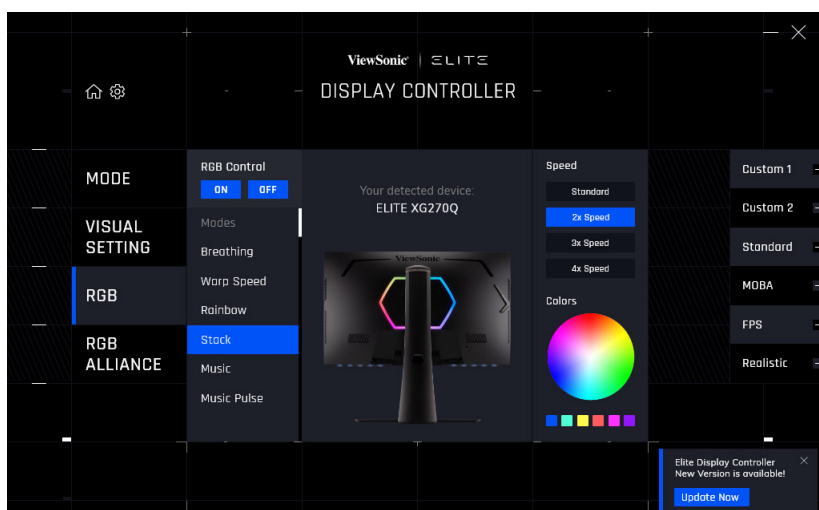 ViewSonic | ELITE
DISPLAY CONTROLLER
MODE
VISUAL
SETTING
RGB
RGB
ALLIANCE
RGB Control
ON OFF
Modes
Breathing
Warp Speed
Rainbow
Stack
Music
Music Pulse
Your detected device:
ELITE XG270Q
ViewSonic
Speed
Standard
2x Speed
3x Speed
4x Speed
Colors
Custom 1
Custom 2
Standard
MOBA
FPS
Realistic
Elite Display Controller
New Version is available!
Update Now